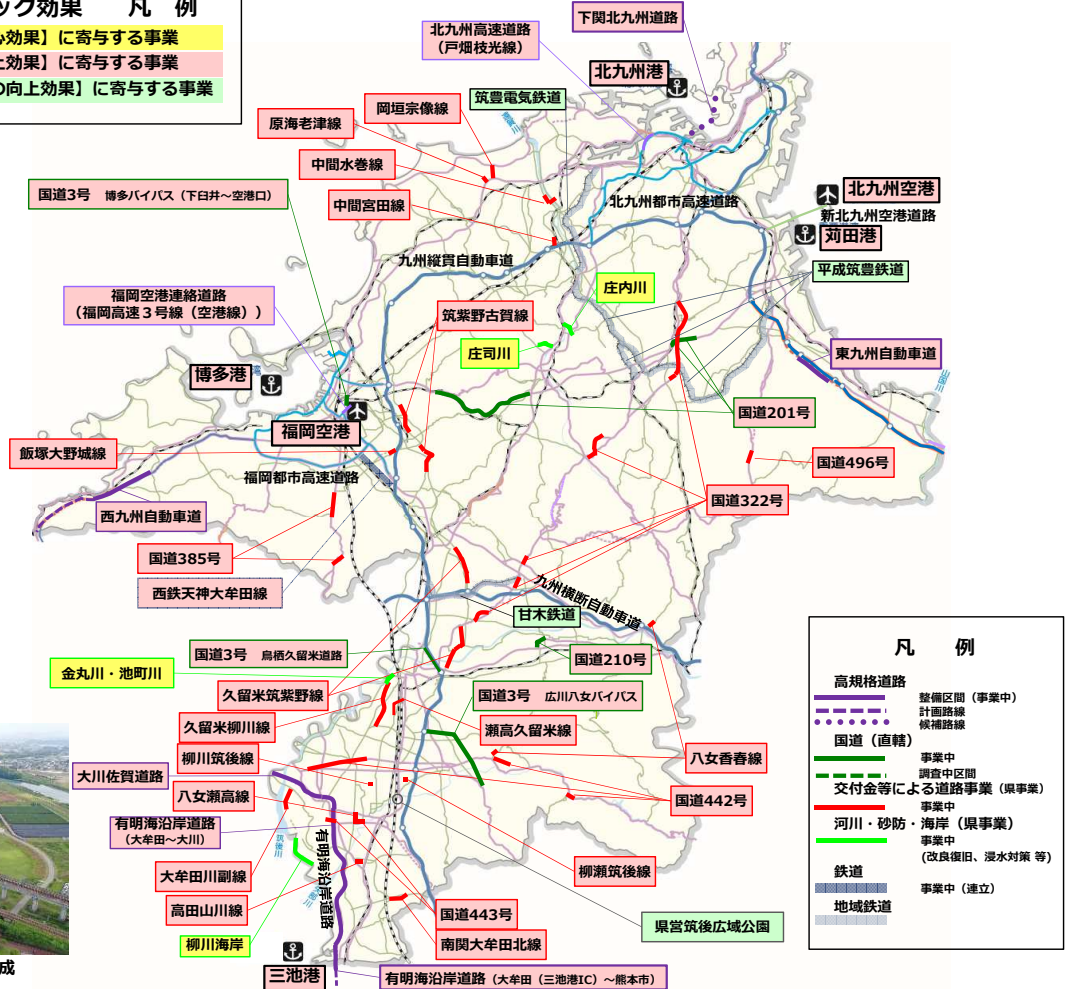 ック効果　凡　例
効果】に寄与する事業
上効果】に寄与する事業
の向上効果】に寄与する事業
下関北九州道路
北九州高速道路
（戸畑枝光線）
北九州港
筑豊電気鉄道
岡垣宗像線
原海老津線
中間水巻線
国道3号　博多バイパス（下臼井～空港口）
中間宮田線
北九州都市高速道路
北九州空港
新北九州空港道路
苅田港
九州縦貫自動車道
平成筑豊鉄道
庄内川
福岡空港連絡道路
（福岡高速３号線（空港線））
筑紫野古賀線
庄司川
東九州自動車道
山国川
博多港
国道201号
福岡空港
飯塚大野城線
国道496号
福岡都市高速道路
国道322号
西九州自動車道
国道385号
西鉄天神大牟田線
九州横断自動車道
甘木鉄道
国道3号　鳥栖久留米道路
国道210号
金丸川・池町川
久留米筑紫野線
国道3号　広川八女バイパス
久留米柳川線
瀬高久留米線
柳川筑後線
八女香春線
大川佐賀道路
八女瀬高線
国道442号
有明海沿岸道路
（大牟田～大川）
筑後川
有明海沿岸道路
大牟田川副線
柳瀬筑後線
高田山川線
国道443号
県営筑後広域公園
柳川海岸
南関大牟田北線
三池港
有明海沿岸道路（大牟田（三池港IC）～熊本市）
成
凡　例
高規格道路
整備区間（事業中）
計画路線
候補路線
国道（直轄）
事業中
調査中区間
交付金等による道路事業（県事業）
事業中
河川・砂防・海岸（県事業）
事業中
(改良復旧、浸水対策 等)
鉄道
事業中（連立）
地域鉄道